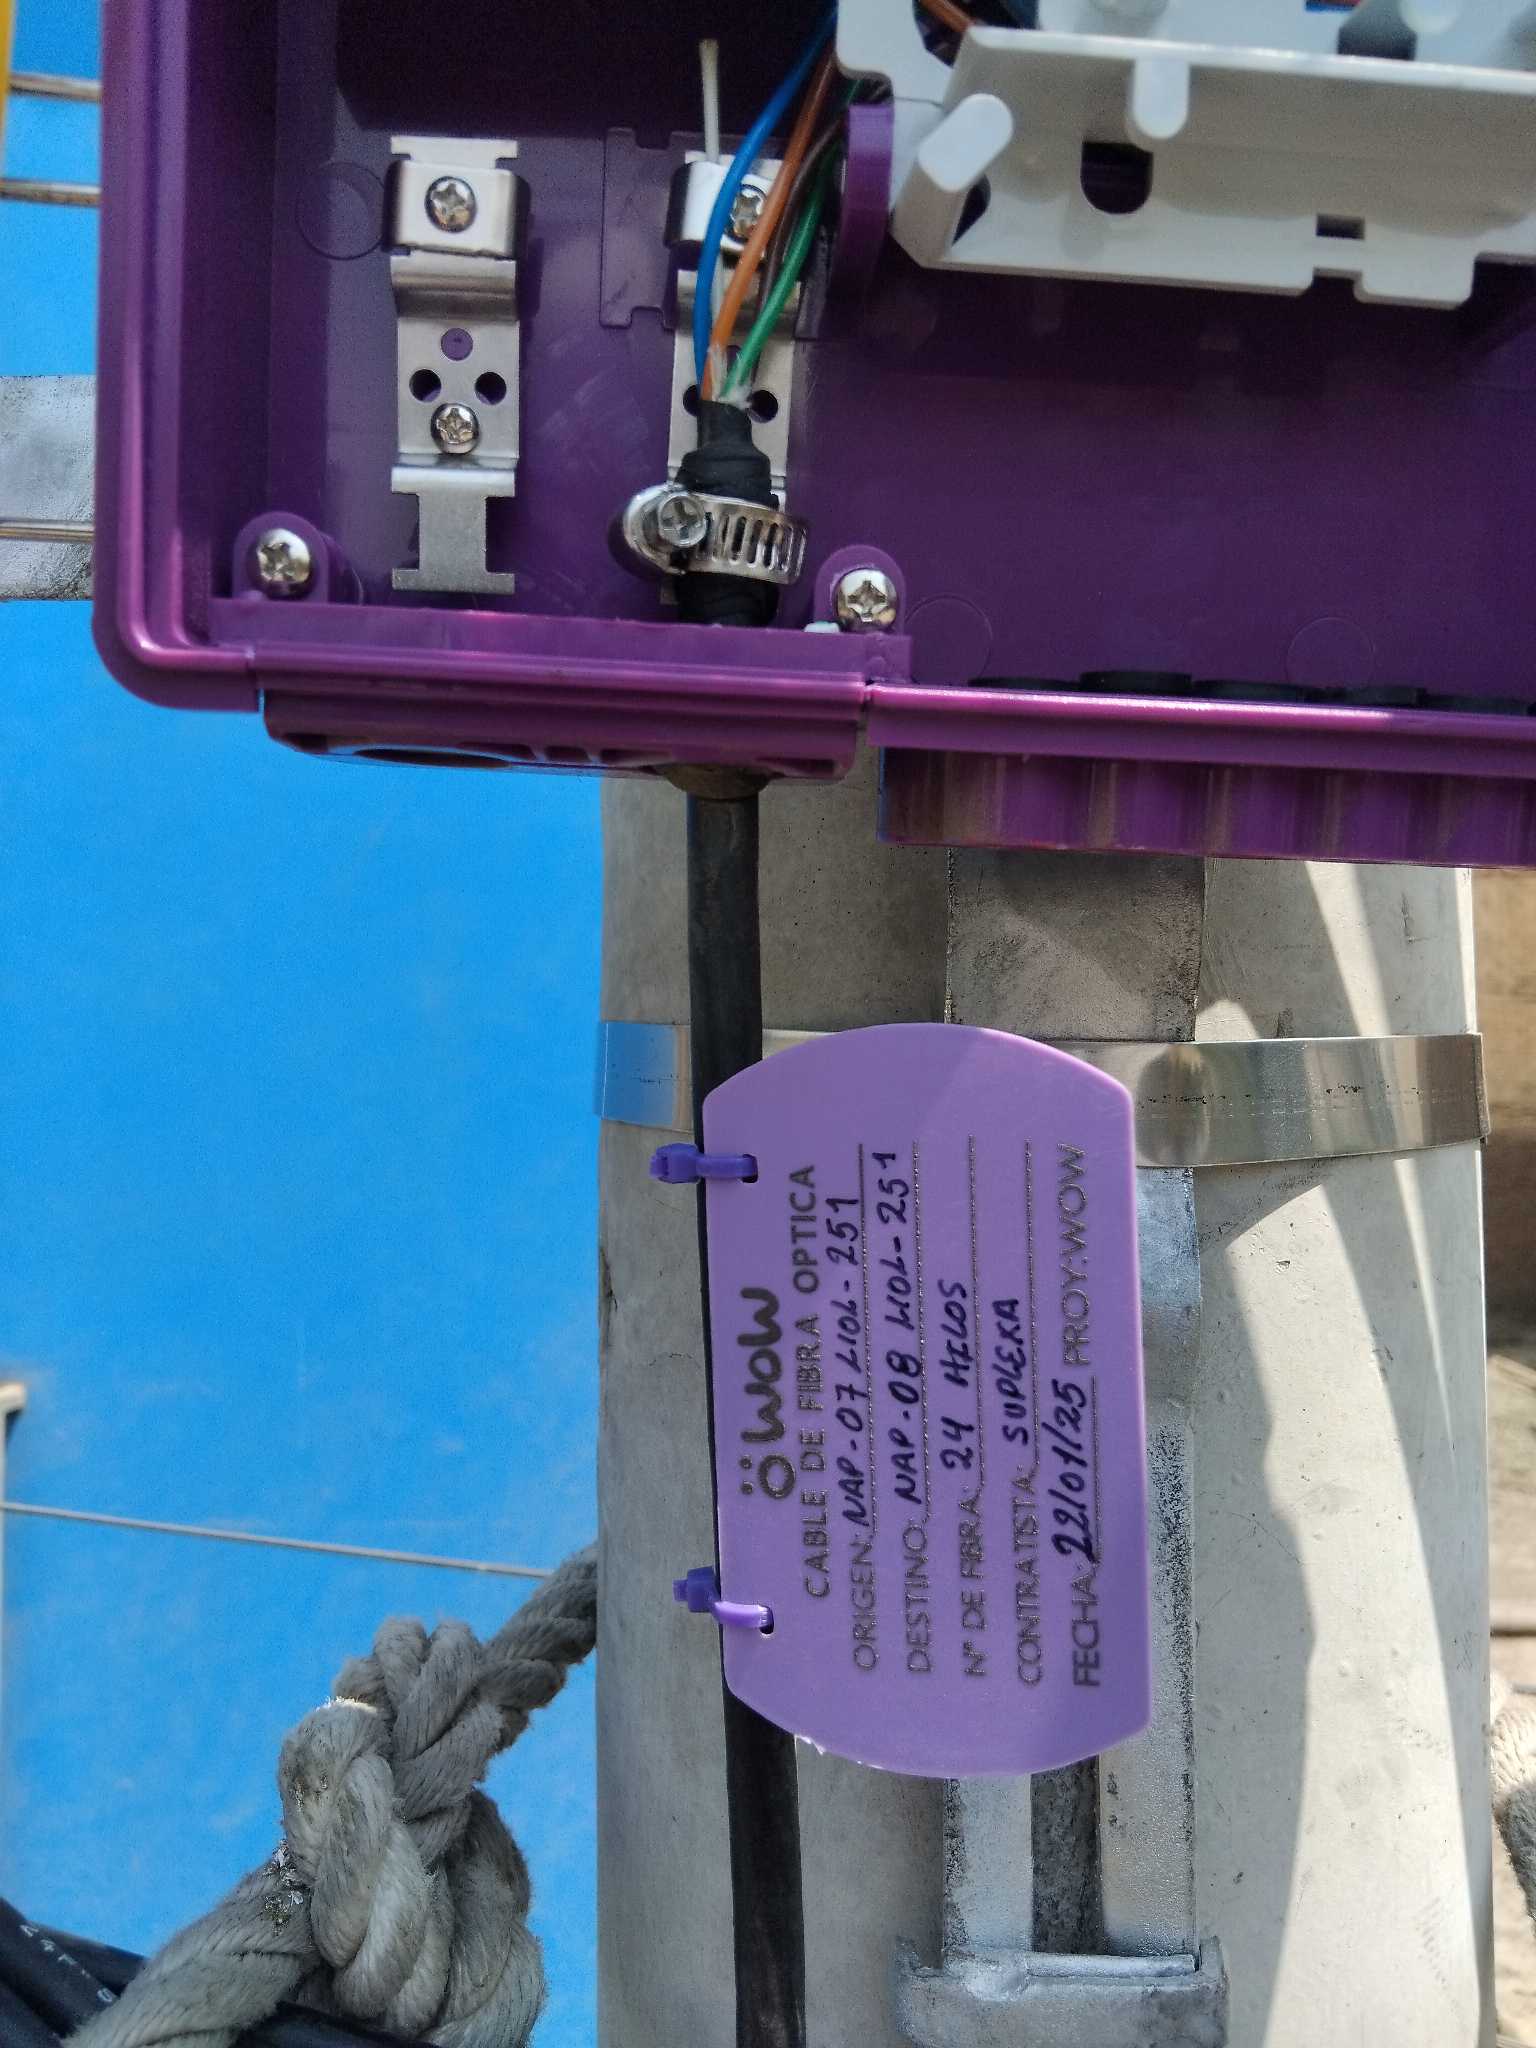 wow
CABLE DE FIBRA OPTICA
ORIGEN: NAP-07 LIOL-251
DESTINO: NAP-08 LIOL-251
N° DE FIBRA: 24 HILOS
CONTRATISTA: SUPLEXA
FECHA: 22/01/25 PROY:WOW